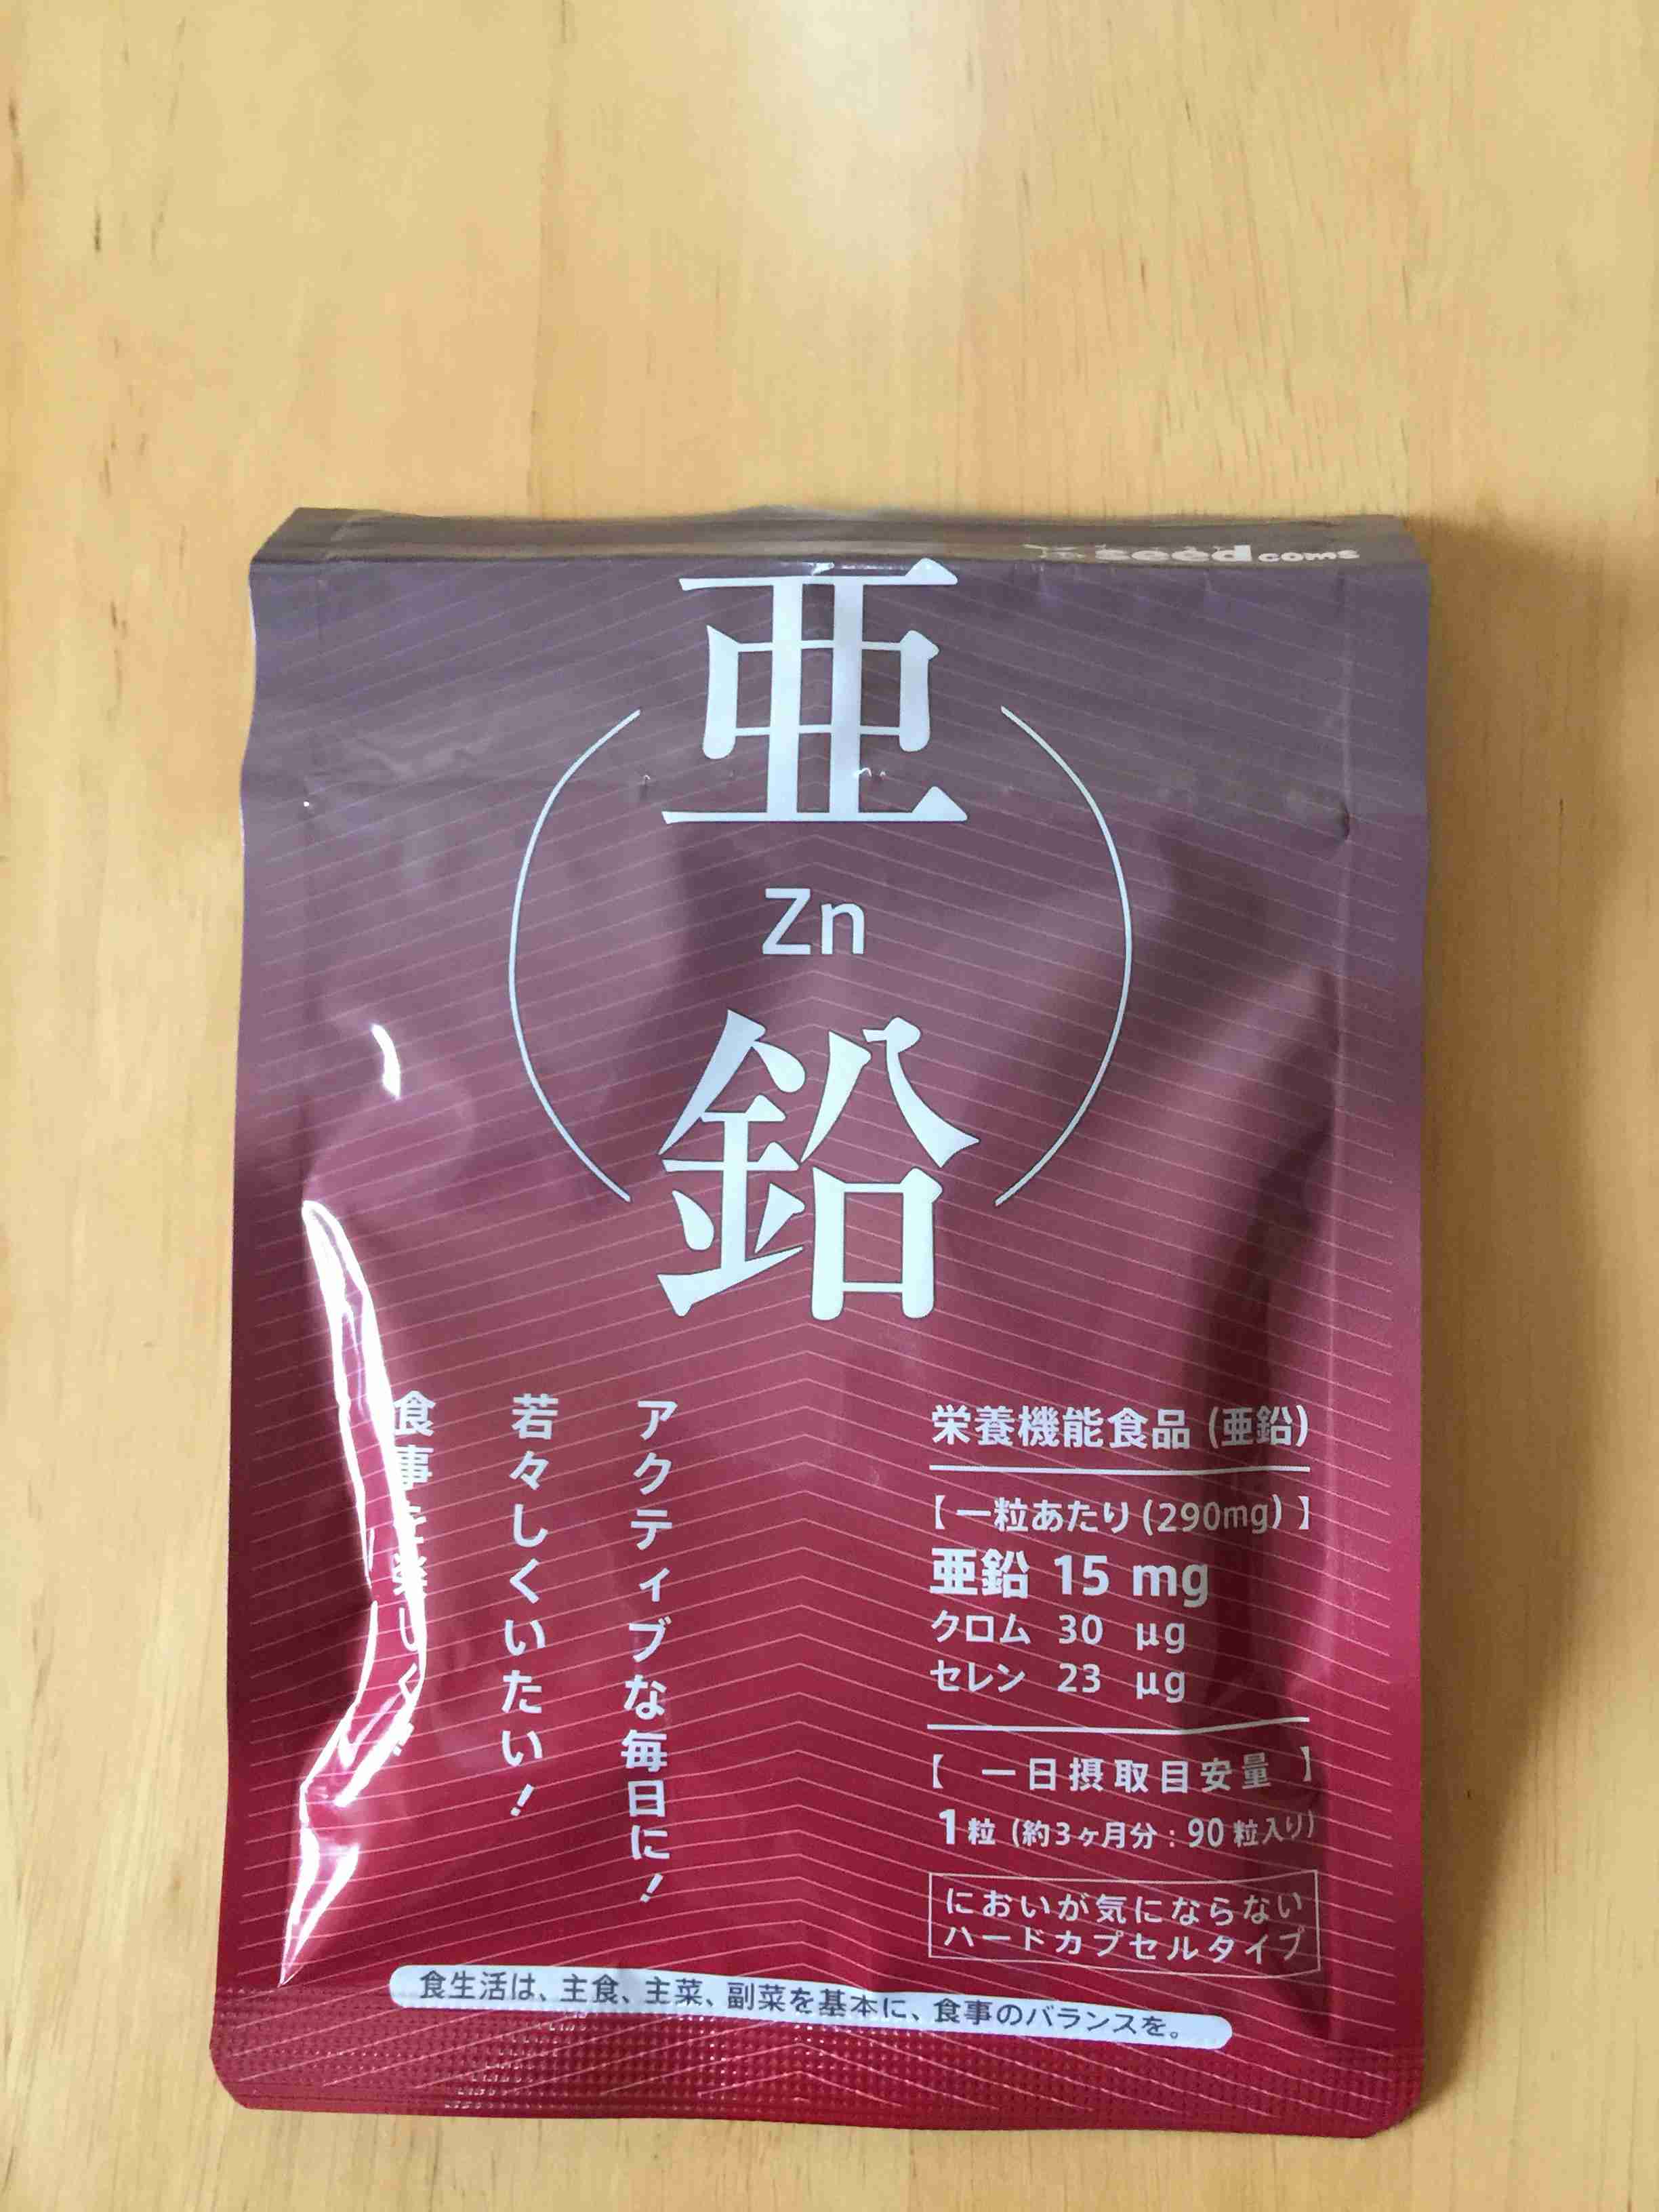 seedcoms
亜
Zn
鉛
アクティブな毎日に!
若々しくいたい!
食事を楽しく
栄養機能食品 (亜鉛)
【一粒あたり(290mg)】
亜鉛 15 mg
クロム 30 μg
セレン 23 μg
【 一日摂取目安量 】
1粒 (約3ヶ月分:90粒入り)
においが気にならない
ハードカプセルタイプ
食生活は、主食、主菜、副菜を基本に、食事のバランスを。